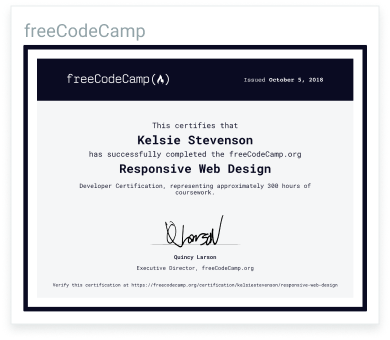 freeCodeCamp
freeCodeCamp(🔥)
Issued October 5, 2018
This certifies that
Kelsie Stevenson
has successfully completed the freeCodeCamp.org
Responsive Web Design
Developer Certification, representing approximately 300 hours of
coursework.
Q Larson
Quincy Larson
Executive Director, freeCodeCamp.org
Verify this certification at https://freecodecamp.org/certification/kelsiestevenson/responsive-web-design